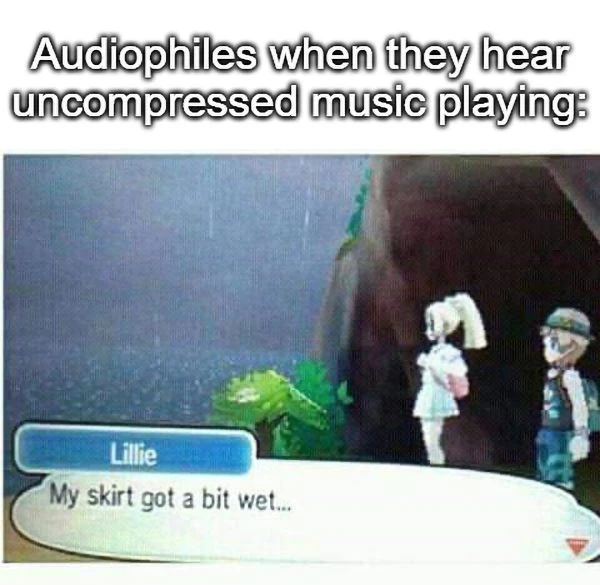 Audiophiles when they hear
uncompressed music playing:
Lillie
My skirt got a bit wet...